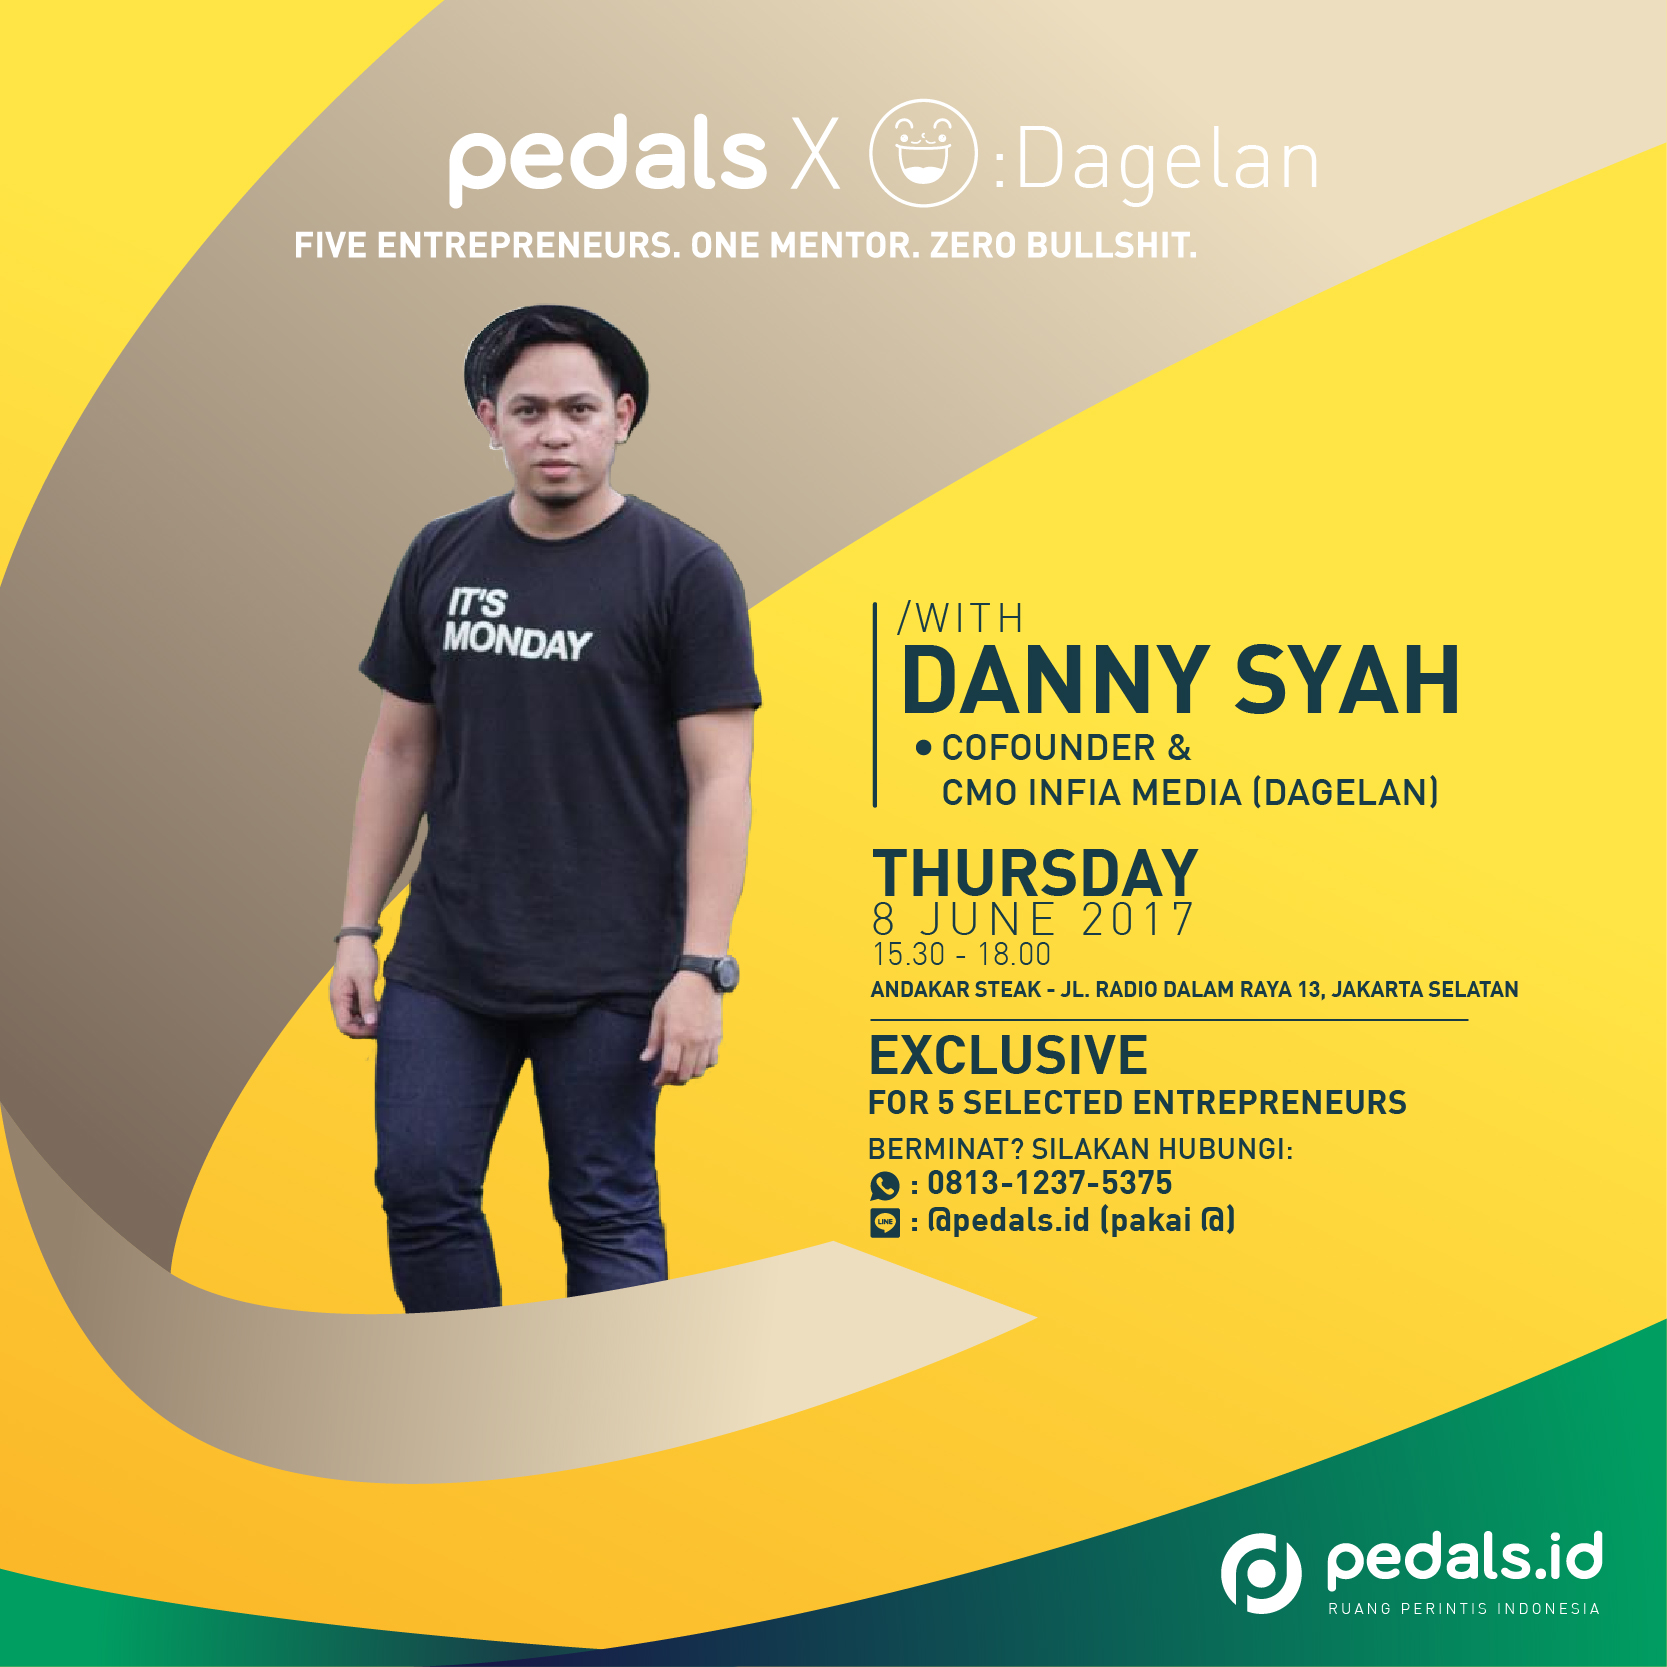 pedals X :Dagelan
FIVE ENTREPRENEURS. ONE MENTOR. ZERO BULLSHIT.
IT'S
MONDAY
/WITH
DANNY SYAH
• COFOUNDER &
CMO INFIA MEDIA (DAGELAN)
THURSDAY
8 JUNE 2017
15.30 - 18.00
ANDAKAR STEAK - JL. RADIO DALAM RAYA 13, JAKARTA SELATAN
EXCLUSIVE
FOR 5 SELECTED ENTREPRENEURS
BERMINAT? SILAKAN HUBUNGI:
: 0813-1237-5375
LINE : @pedals.id (pakai @)
pedals.id
RUANG PERINTIS INDONESIA